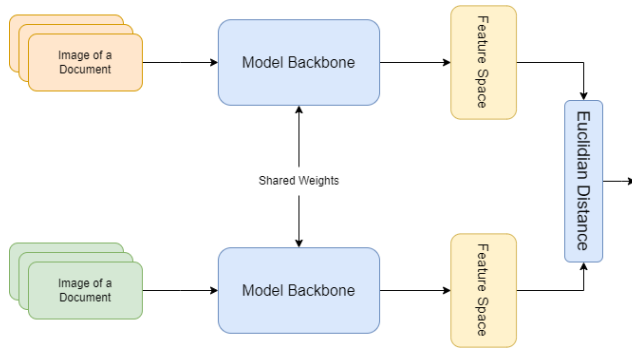 Image of a
Document
Model Backbone
Feature Space
Euclidian Distance
Shared Weights
Image of a
Document
Model Backbone
Feature Space